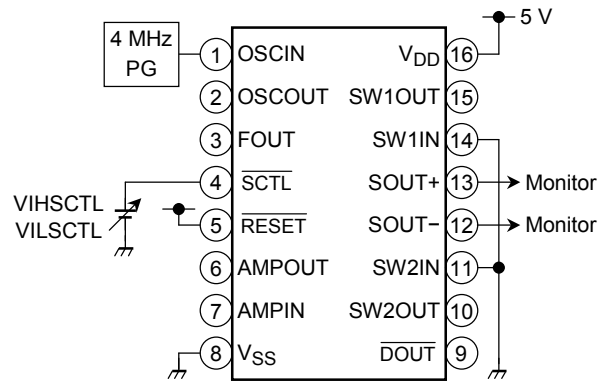 5 V
4 MHz
PG
1 OSCIN VDD 16
2 OSCOUT SW1OUT 15
3 FOUT SW1IN 14
4 SCTL SOUT+ 13 Monitor
VIHSCTL
VILSCTL
5 RESET SOUT− 12 Monitor
6 AMPOUT SW2IN 11
7 AMPIN SW2OUT 10
8 VSS DOUT 9